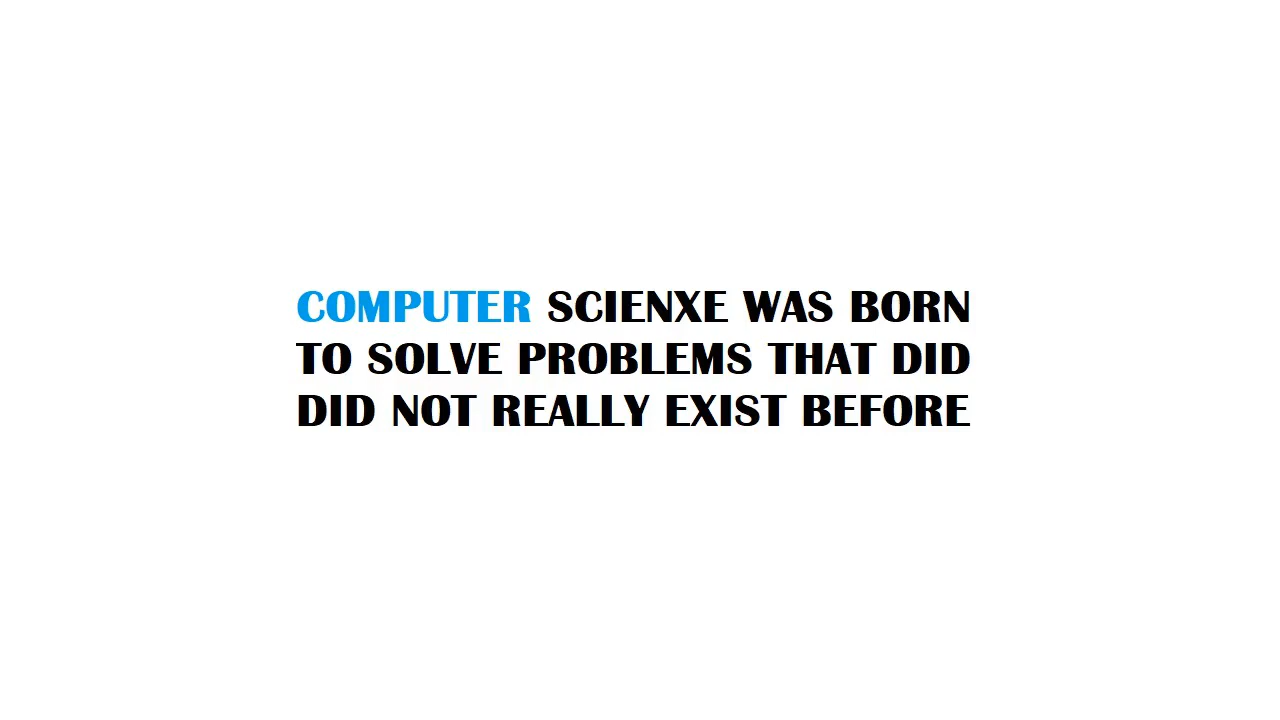 COMPUTER SCIENXE WAS BORN
TO SOLVE PROBLEMS THAT DID
DID NOT REALLY EXIST BEFORE